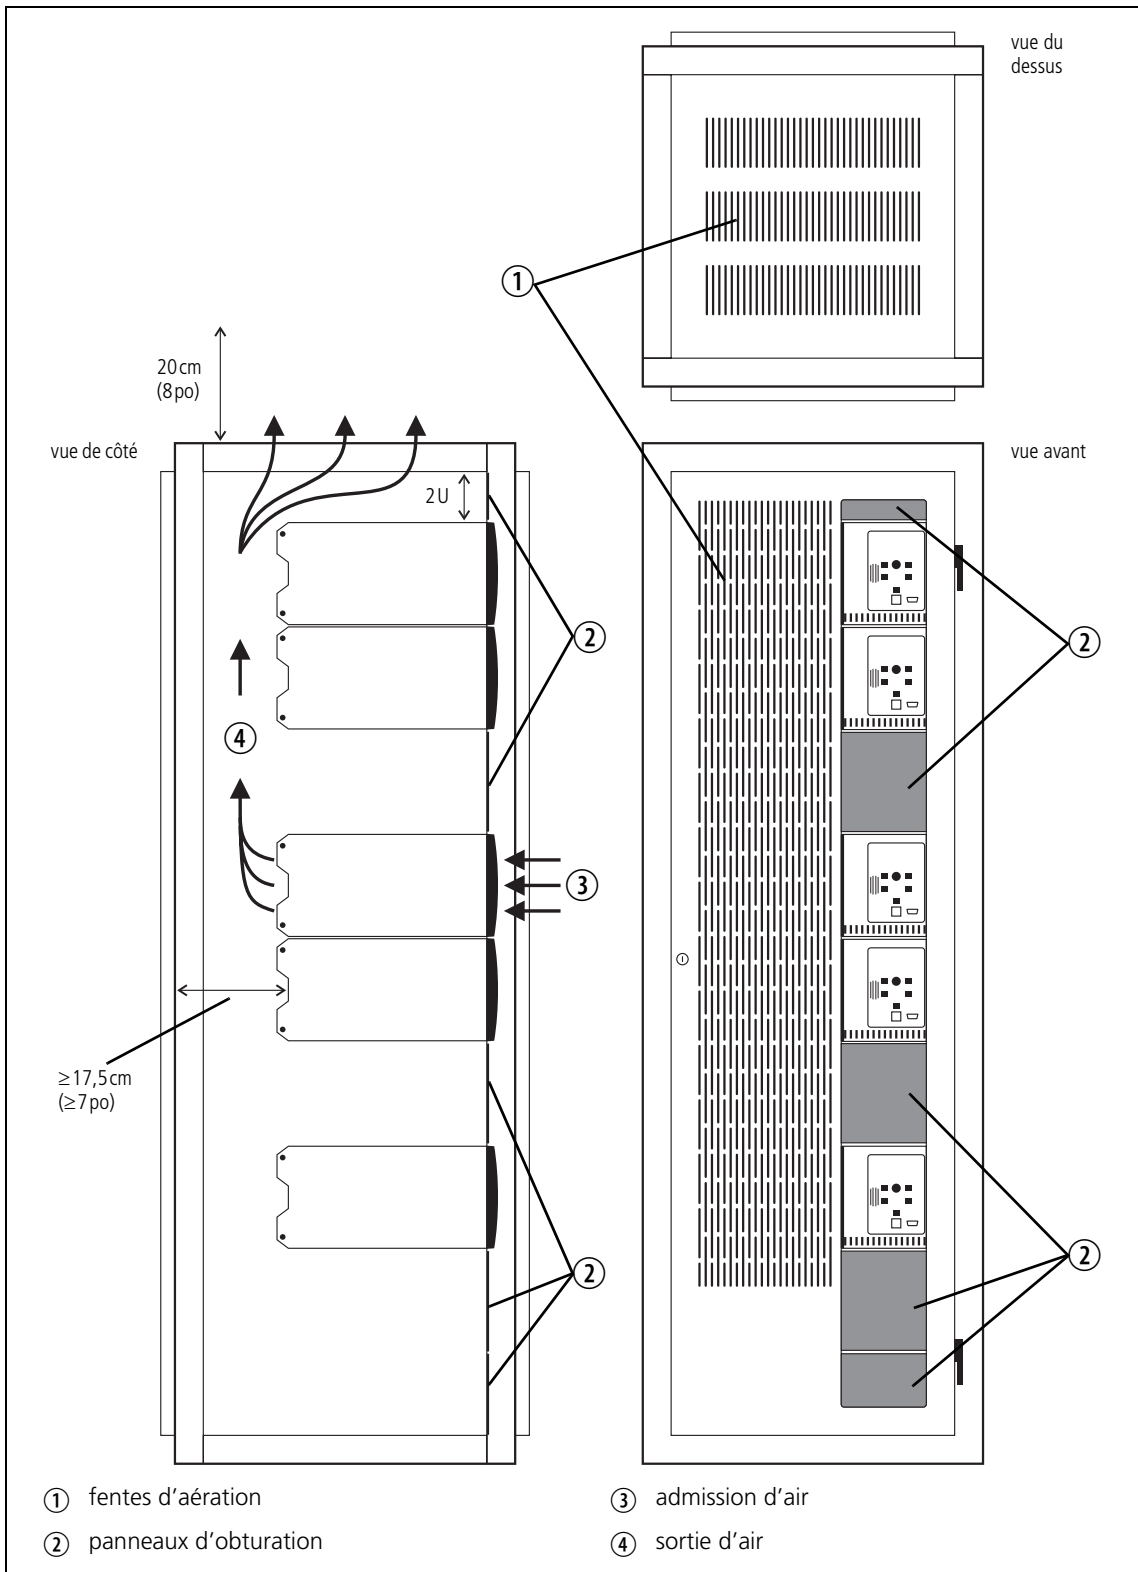 vue du
dessus
①
20 cm
(8 po)
vue de côté
vue avant
2 U
②
②
④
③
≥ 17,5 cm
(≥ 7 po)
②
②
① fentes d’aération
② panneaux d’obturation
③ admission d’air
④ sortie d’air